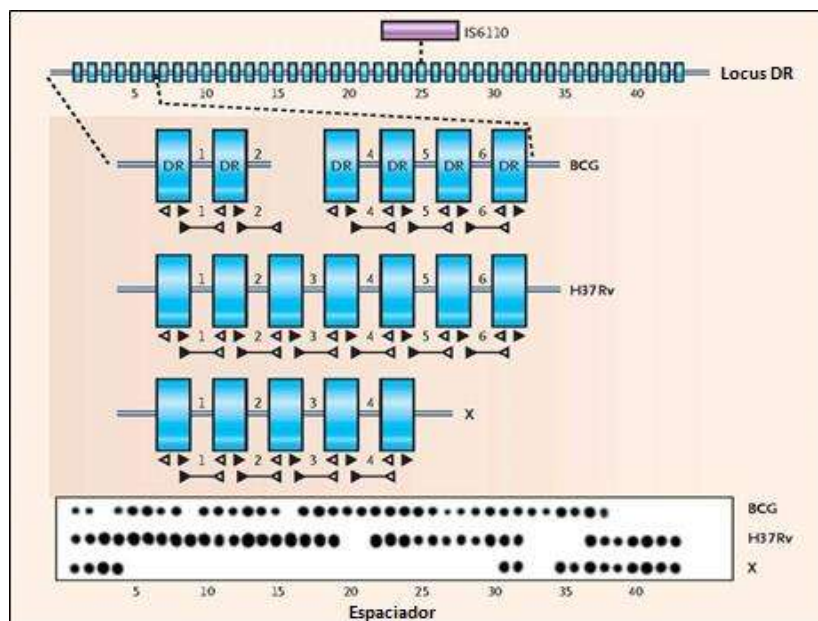 IS6110
Locus DR
5 10 15 20 25 30 35 40
DR 1 DR 2 DR 4 DR 5 DR 6 DR BCG
1 2 4 5 6
1 2 3 4 5 6 H37Rv
1 2 3 4 5 6
1 2 3 4 X
1 2 3 4
BCG
H37Rv
X
5 10 15 20 25 30 35 40
Espaciador